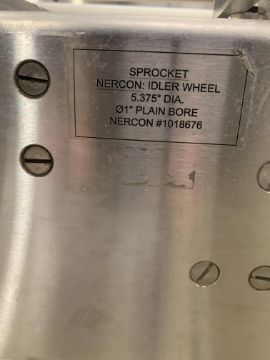 SPROCKET
NERCON: IDLER WHEEL
5.375" DIA.
Ø1" PLAIN BORE
NERCON #1018676